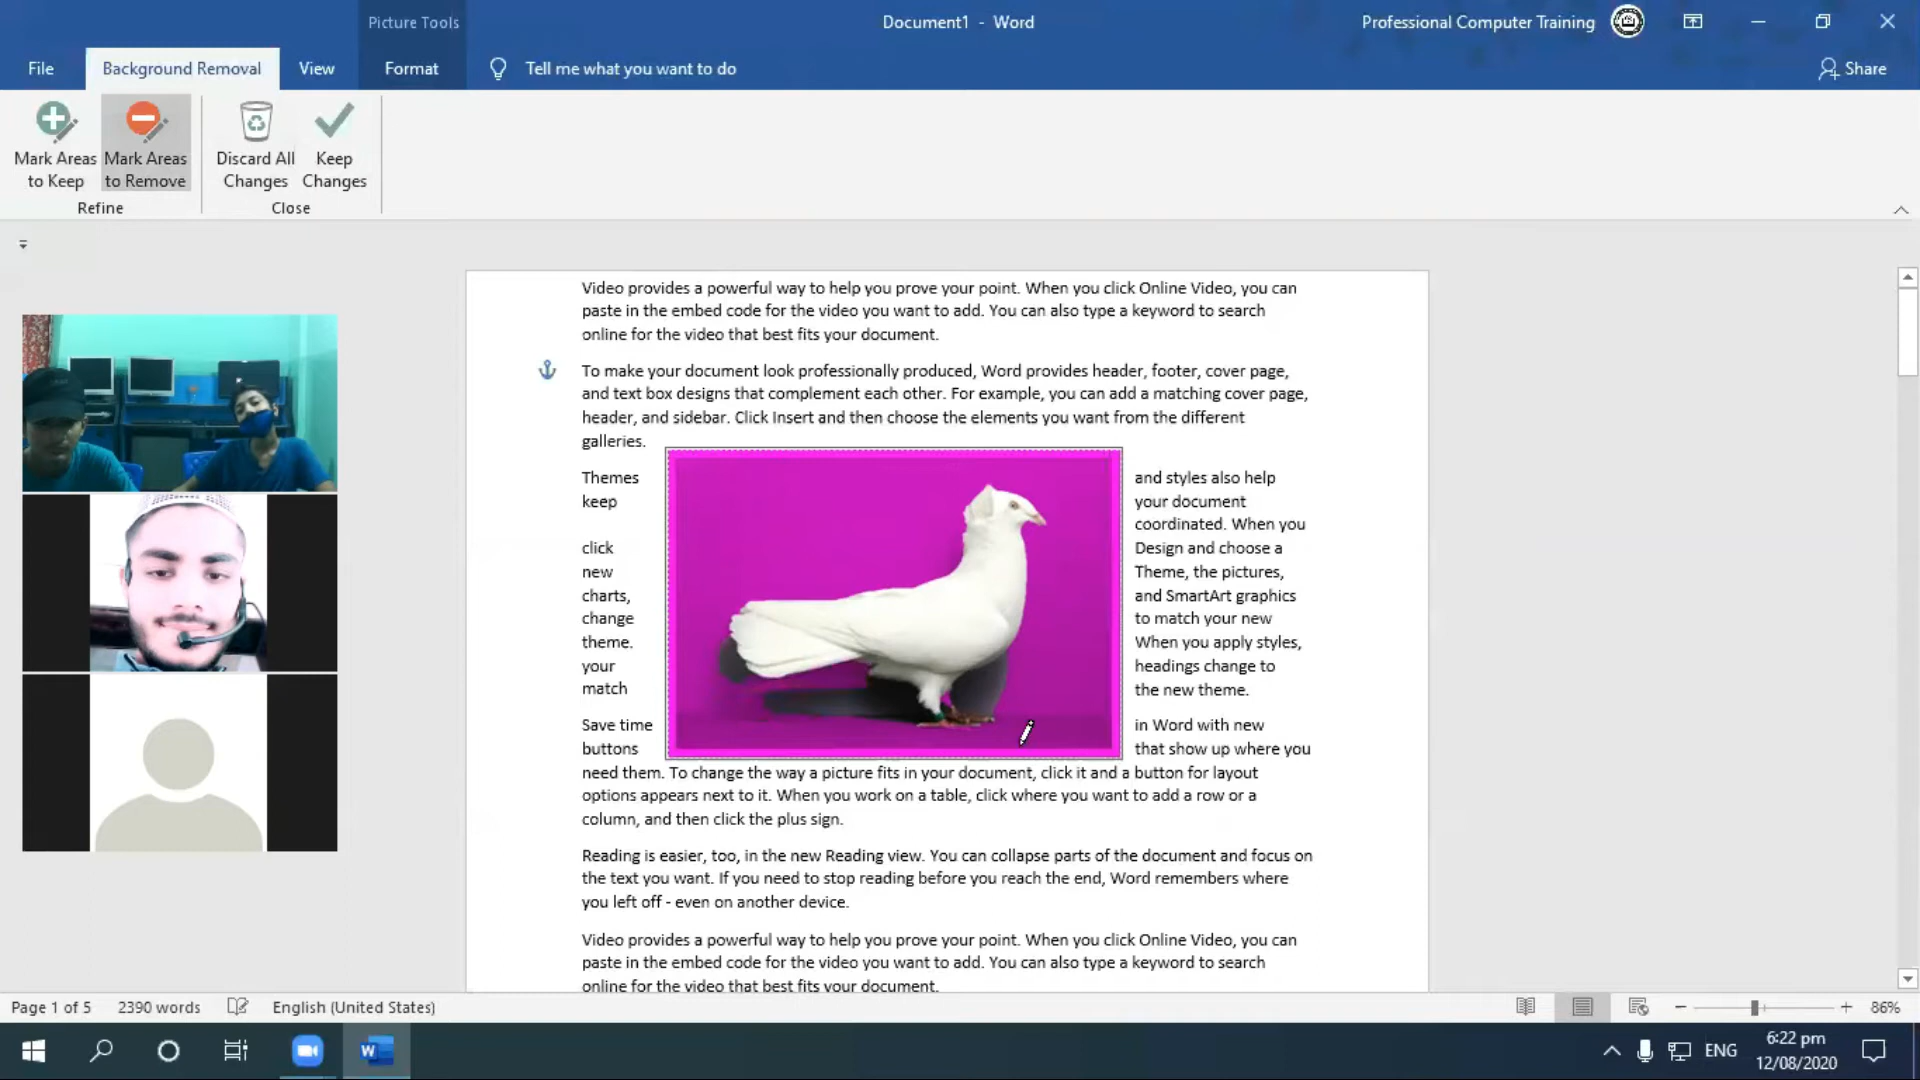 Picture Tools
Document1 - Word
Professional Computer Training
File
Background Removal
View
Format
Tell me what you want to do
Share
Mark Areas to Keep
Mark Areas to Remove
Discard All Changes
Keep Changes
Refine
Close
Video provides a powerful way to help you prove your point. When you click Online Video, you can
paste in the embed code for the video you want to add. You can also type a keyword to search
online for the video that best fits your document.
To make your document look professionally produced, Word provides header, footer, cover page,
and text box designs that complement each other. For example, you can add a matching cover page,
header, and sidebar. Click Insert and then choose the elements you want from the different
galleries.
Themes and styles also help
keep your document
coordinated. When you
click Design and choose a
new Theme, the pictures,
charts, and SmartArt graphics
change to match your new
theme. When you apply styles,
your headings change to
match the new theme.
Save time in Word with new
buttons that show up where you
need them. To change the way a picture fits in your document, click it and a button for layout
options appears next to it. When you work on a table, click where you want to add a row or a
column, and then click the plus sign.
Reading is easier, too, in the new Reading view. You can collapse parts of the document and focus on
the text you want. If you need to stop reading before you reach the end, Word remembers where
you left off - even on another device.
Video provides a powerful way to help you prove your point. When you click Online Video, you can
paste in the embed code for the video you want to add. You can also type a keyword to search
online for the video that best fits your document.
Page 1 of 5
2390 words
English (United States)
86%
ENG
6:22 pm
12/08/2020